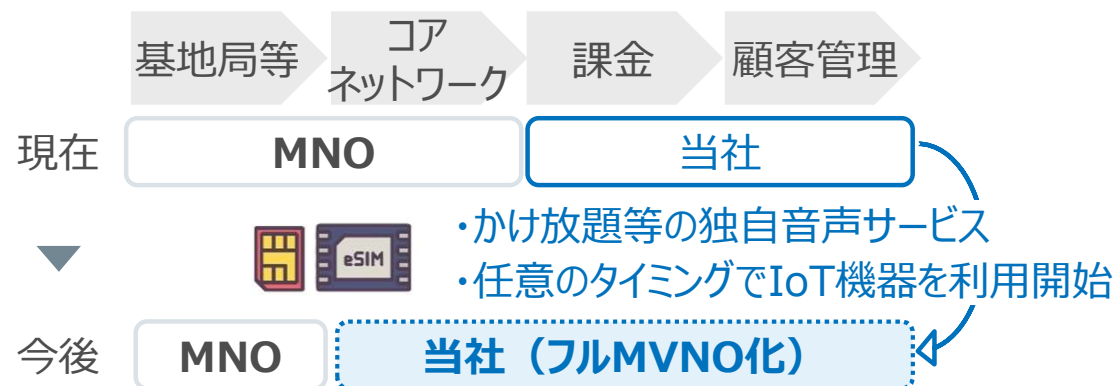 基地局等
コア
ネットワーク
課金
顧客管理
現在
MNO
当社
・かけ放題等の独自音声サービス
eSIM
・任意のタイミングでIoT機器を利用開始
今後
MNO
当社（フルMVNO化）